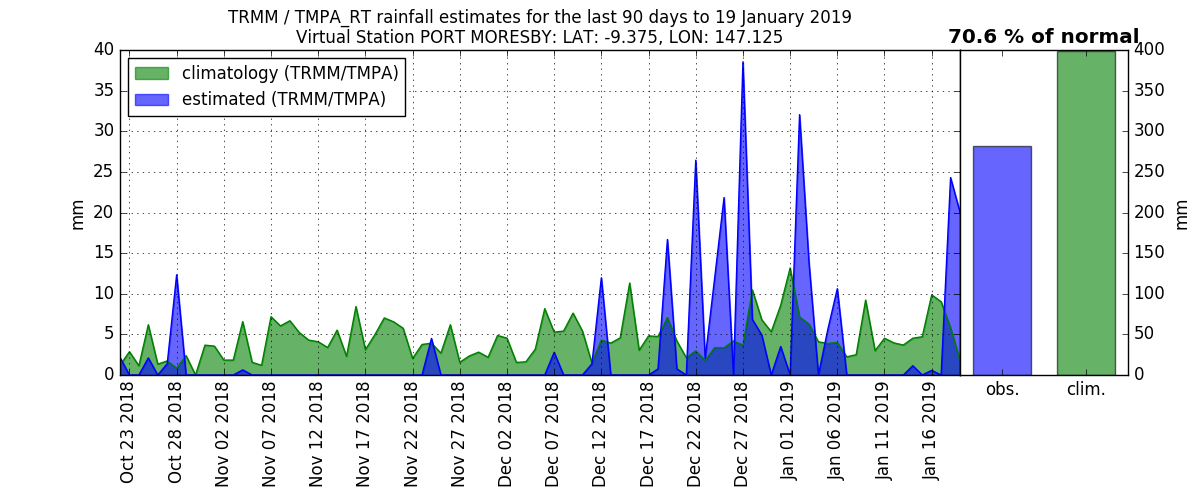 TRMM / TMPA_RT rainfall estimates for the last 90 days to 19 January 2019
Virtual Station PORT MORESBY: LAT: -9.375, LON: 147.125
70.6 % of normal
climatology (TRMM/TMPA)
estimated (TRMM/TMPA)
mm
40
35
30
25
20
15
10
5
0
Oct 23 2018
Oct 28 2018
Nov 02 2018
Nov 07 2018
Nov 12 2018
Nov 17 2018
Nov 22 2018
Nov 27 2018
Dec 02 2018
Dec 07 2018
Dec 12 2018
Dec 17 2018
Dec 22 2018
Dec 27 2018
Jan 01 2019
Jan 06 2019
Jan 11 2019
Jan 16 2019
obs.
clim.
400
350
300
250
200
150
100
50
0
mm